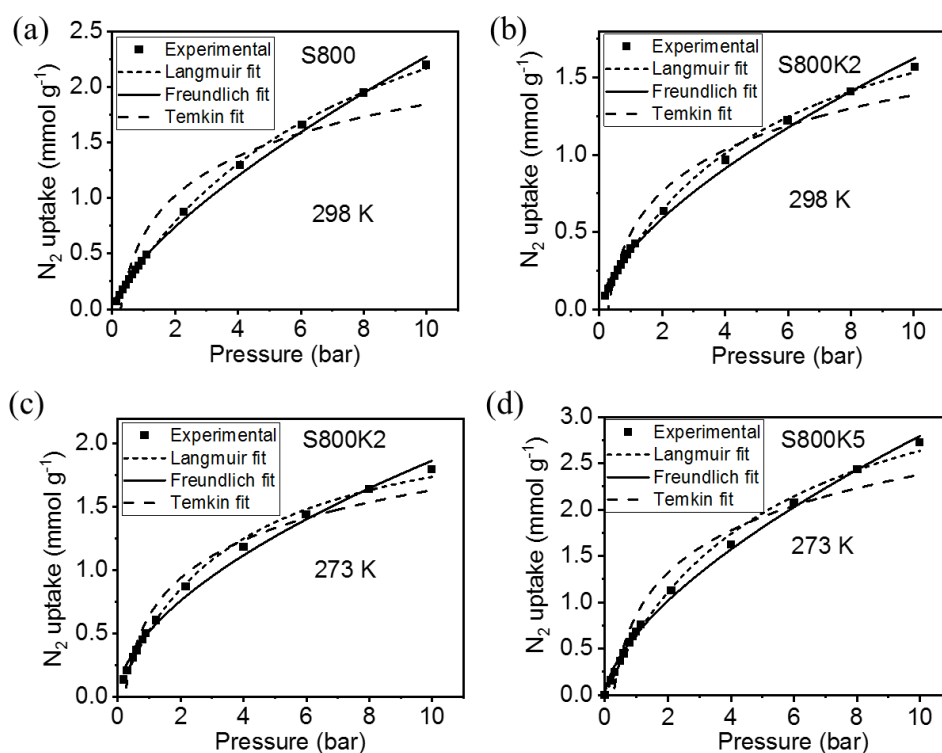 (a)
Experimental
Langmuir fit
Freundlich fit
Temkin fit
S800
298 K
N2 uptake (mmol g-1)
2.5
2.0
1.5
1.0
0.5
0.0
0 2 4 6 8 10
Pressure (bar)
(b)
Experimental
Langmuir fit
Freundlich fit
Temkin fit
S800K2
298 K
N2 uptake (mmol g-1)
1.5
1.0
0.5
0.0
0 2 4 6 8 10
Pressure (bar)
(c)
Experimental
Langmuir fit
Freundlich fit
Temkin fit
S800K2
273 K
N2 uptake (mmol g-1)
2.0
1.5
1.0
0.5
0.0
0 2 4 6 8 10
Pressure (bar)
(d)
Experimental
Langmuir fit
Freundlich fit
Temkin fit
S800K5
273 K
N2 uptake (mmol g-1)
3.0
2.5
2.0
1.5
1.0
0.5
0.0
0 2 4 6 8 10
Pressure (bar)